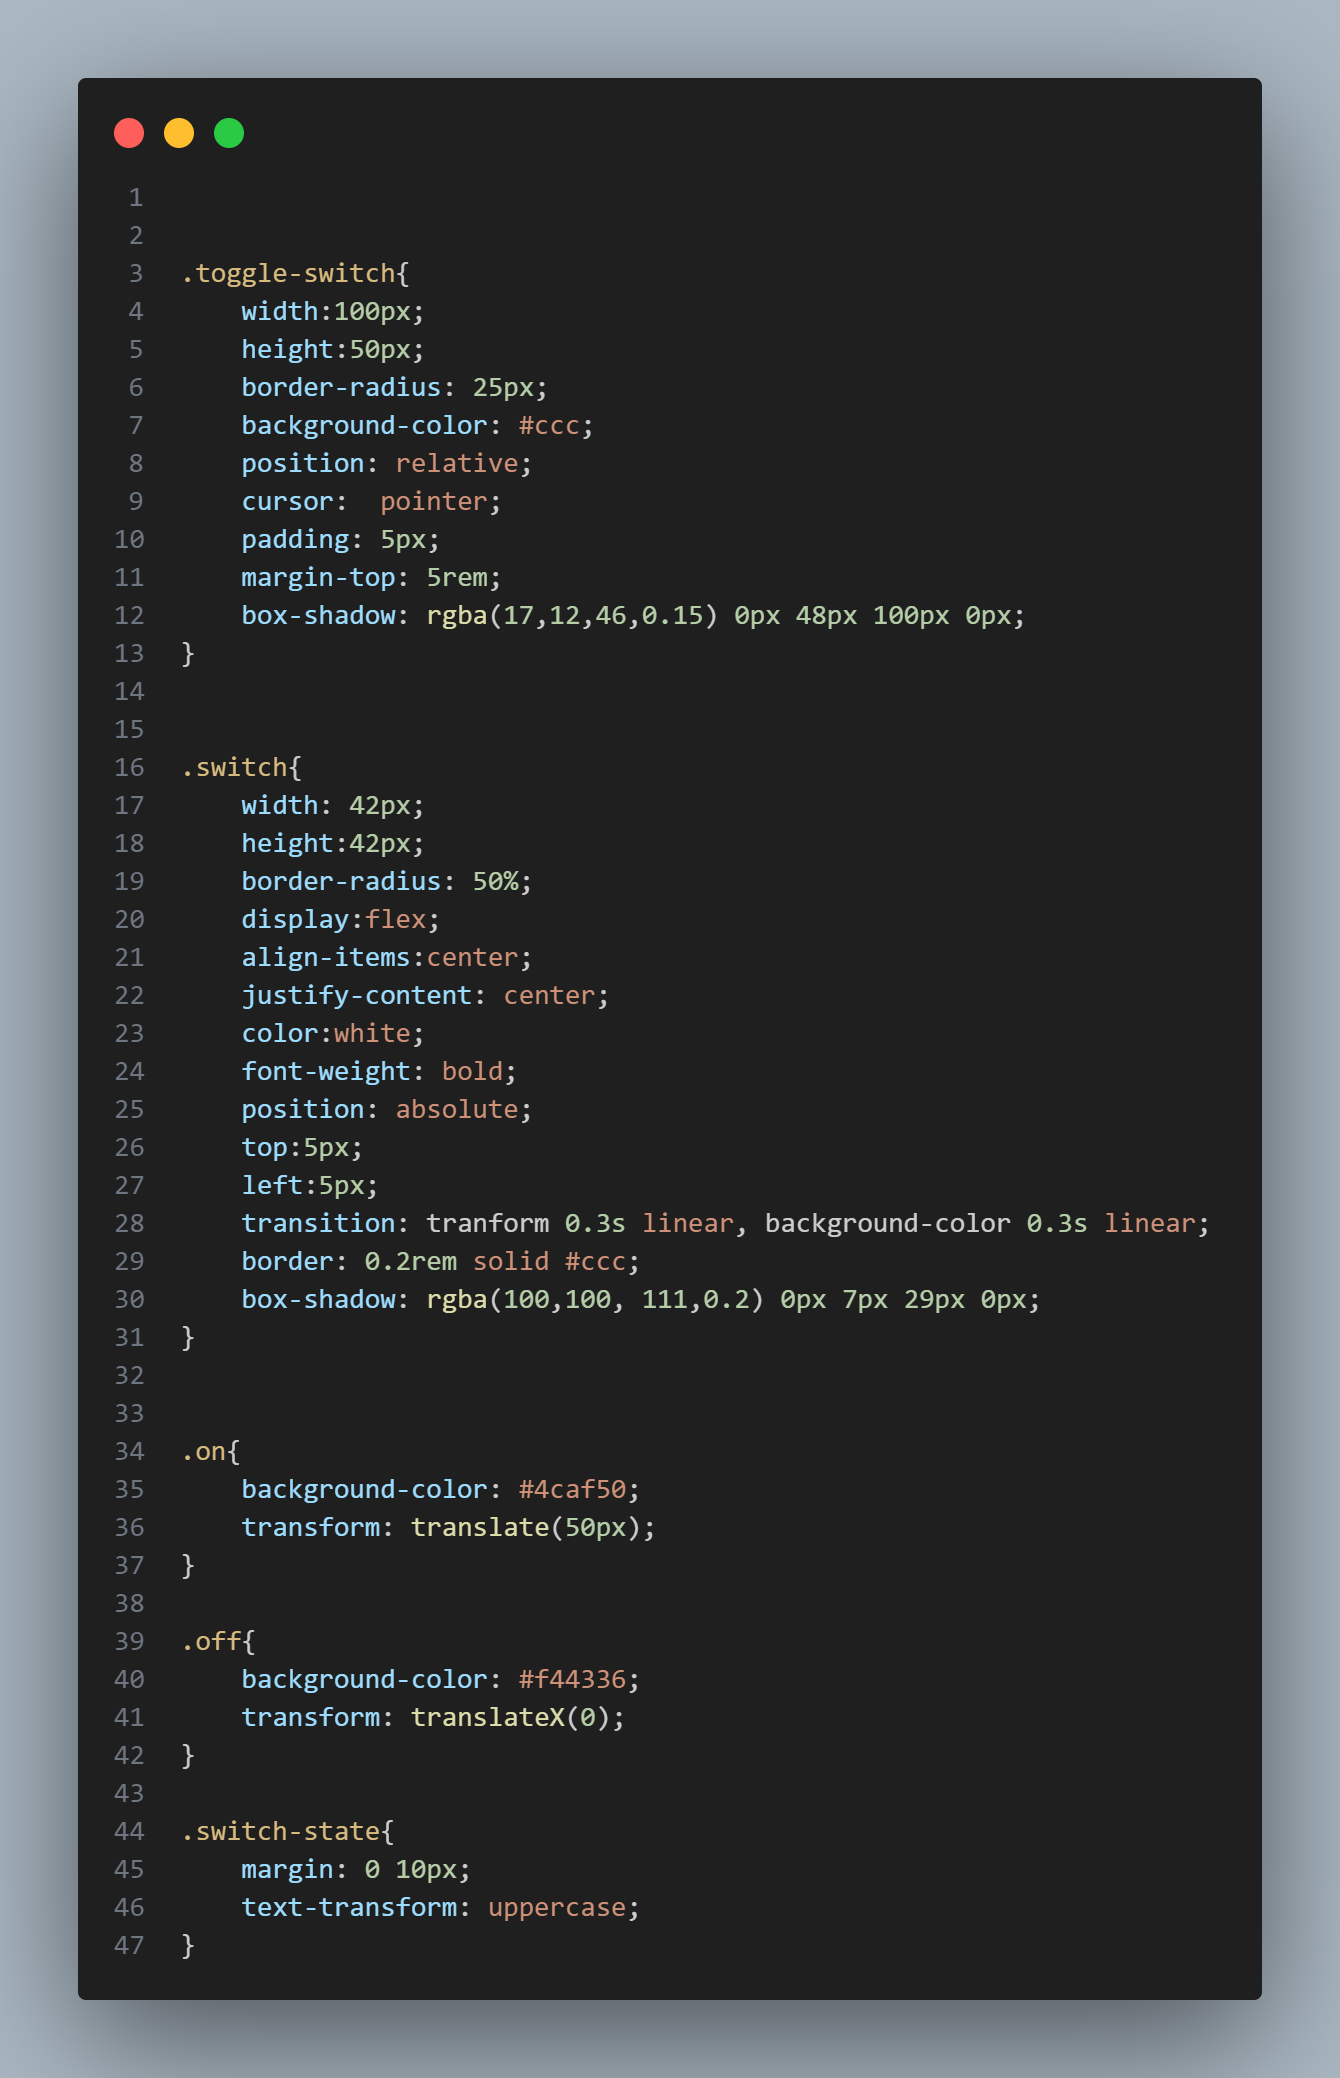 1
2
3 .toggle-switch{
4     width:100px;
5     height:50px;
6     border-radius: 25px;
7     background-color: #ccc;
8     position: relative;
9     cursor:  pointer;
10     padding: 5px;
11     margin-top: 5rem;
12     box-shadow: rgba(17,12,46,0.15) 0px 48px 100px 0px;
13 }
14
15
16 .switch{
17     width: 42px;
18     height:42px;
19     border-radius: 50%;
20     display:flex;
21     align-items:center;
22     justify-content: center;
23     color:white;
24     font-weight: bold;
25     position: absolute;
26     top:5px;
27     left:5px;
28     transition: tranform 0.3s linear, background-color 0.3s linear;
29     border: 0.2rem solid #ccc;
30     box-shadow: rgba(100,100, 111,0.2) 0px 7px 29px 0px;
31 }
32
33
34 .on{
35     background-color: #4caf50;
36     transform: translate(50px);
37 }
38
39 .off{
40     background-color: #f44336;
41     transform: translateX(0);
42 }
43
44 .switch-state{
45     margin: 0 10px;
46     text-transform: uppercase;
47 }